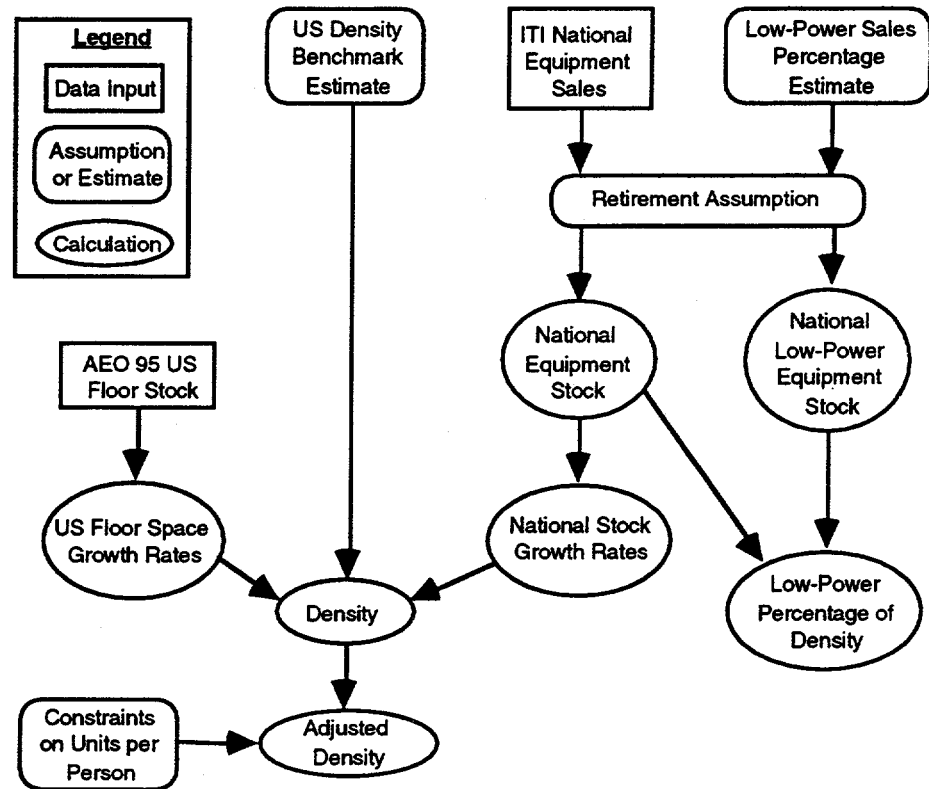 Legend
Data Input
Assumption
or Estimate
Calculation
US Density
Benchmark
Estimate
ITI National
Equipment
Sales
Low-Power Sales
Percentage
Estimate
Retirement Assumption
National
Equipment
Stock
National
Low-Power
Equipment
Stock
AEO 95 US
Floor Stock
US Floor Space
Growth Rates
National Stock
Growth Rates
Density
Low-Power
Percentage of
Density
Constraints
on Units per
Person
Adjusted
Density